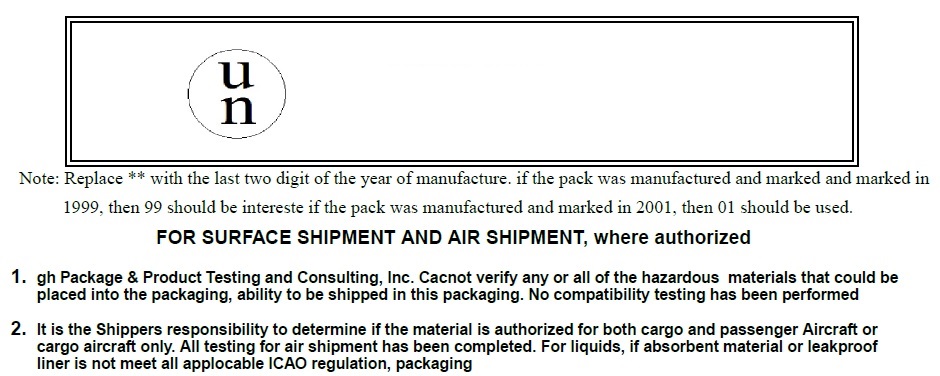 u
n
Note: Replace ** with the last two digit of the year of manufacture. if the pack was manufactured and marked and marked in
1999, then 99 should be intereste if the pack was manufactured and marked in 2001, then 01 should be used.
FOR SURFACE SHIPMENT AND AIR SHIPMENT, where authorized
1. gh Package & Product Testing and Consulting, Inc. Cacnot verify any or all of the hazardous materials that could be
placed into the packaging, ability to be shipped in this packaging. No compatibility testing has been performed
2. It is the Shippers responsibility to determine if the material is authorized for both cargo and passenger Aircraft or
cargo aircraft only. All testing for air shipment has been completed. For liquids, if absorbent material or leakproof
liner is not meet all applocable ICAO regulation, packaging